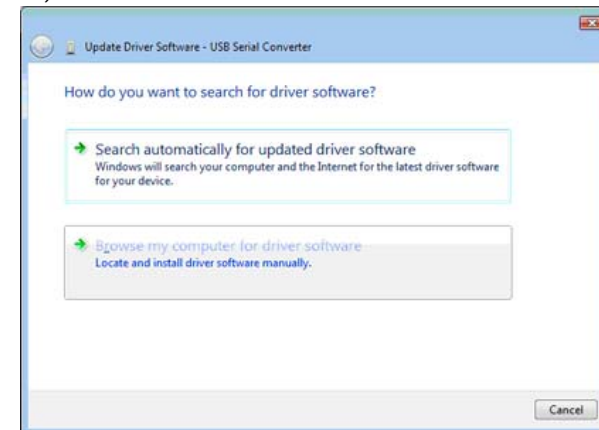 Update Driver Software - USB Serial Converter
How do you want to search for driver software?
Search automatically for updated driver software
Windows will search your computer and the Internet for the latest driver software
for your device.
Browse my computer for driver software
Locate and install driver software manually.
Cancel